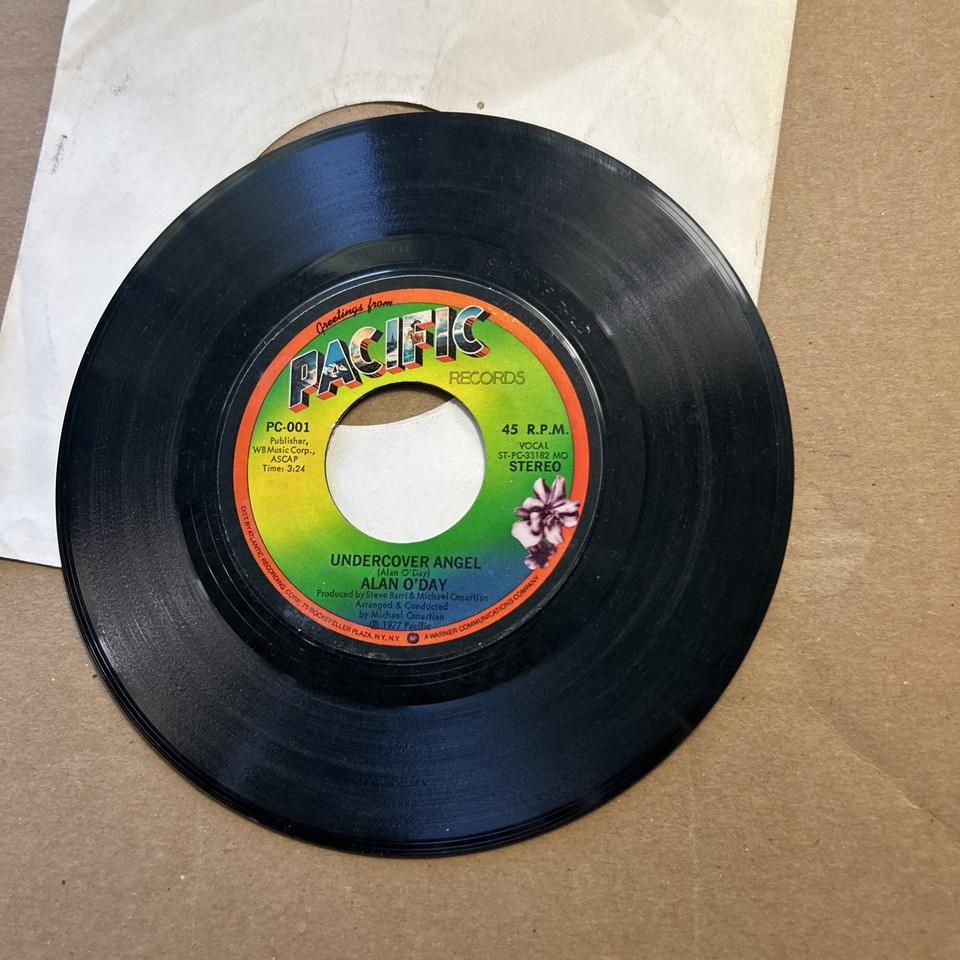 Greetings from
PACIFIC
RECORDS
PC-001
Publisher,
WB Music Corp.,
ASCAP
Time: 3:24
45 R.P.M.
VOCAL
ST-PC-33182 MO
STEREO
UNDERCOVER ANGEL
(Alan O'Day)
ALAN O'DAY
Produced by Steve Barri & Michael Omartian
Arranged & Conducted
by Michael Omartian
℗ 1977 Pacific
DIST. BY ATLANTIC RECORDING CORP. 75 ROCKEFELLER PLAZA, N.Y., N.Y. A WARNER COMMUNICATIONS COMPANY